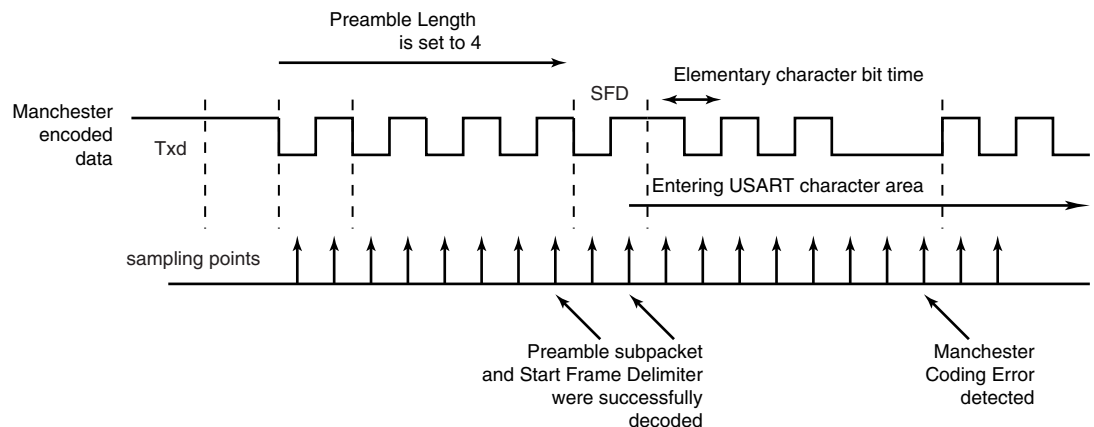 Preamble Length
is set to 4
Elementary character bit time
SFD
Manchester
encoded
data
Txd
Entering USART character area
sampling points
Preamble subpacket
and Start Frame Delimiter
were successfully
decoded
Manchester
Coding Error
detected